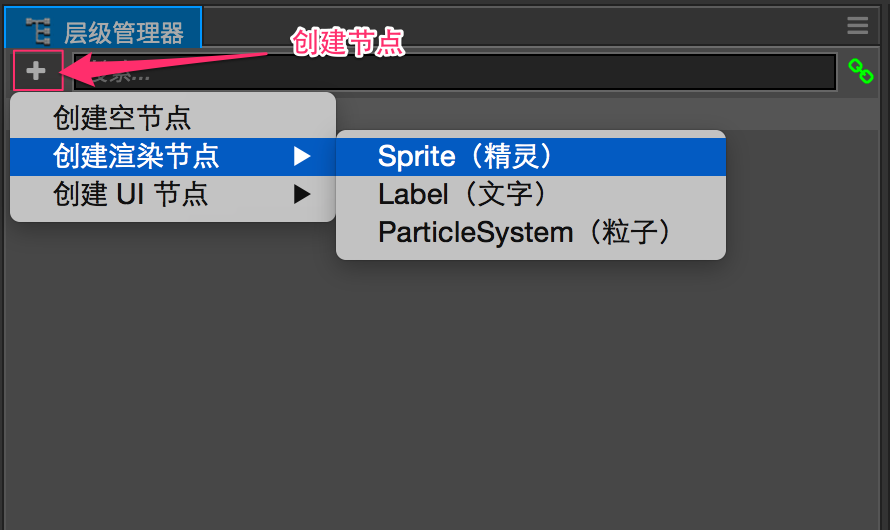 层级管理器
创建节点
创建空节点
创建渲染节点
Sprite（精灵）
创建 UI 节点
Label（文字）
ParticleSystem（粒子）